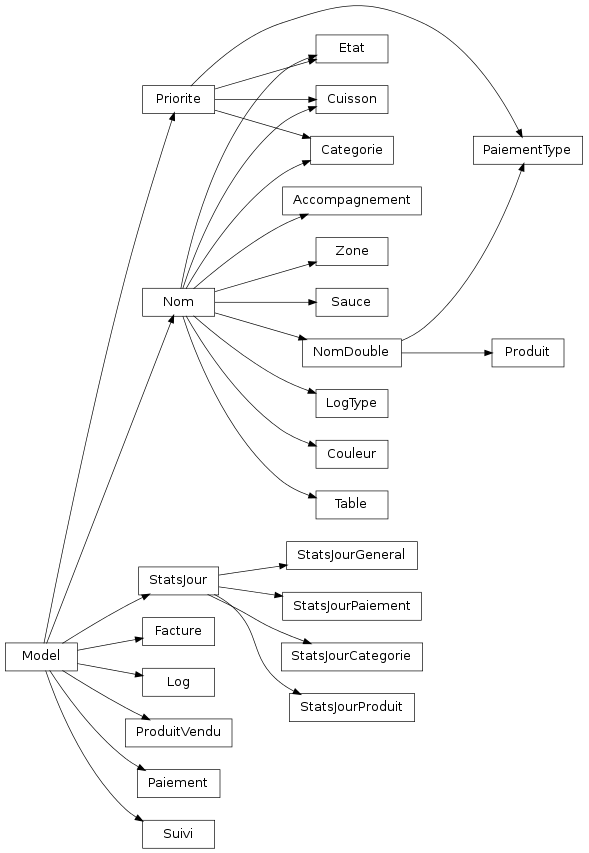 Etat
Priorite
Cuisson
Categorie
PaiementType
Accompagnement
Zone
Nom
Sauce
NomDouble
Produit
LogType
Couleur
Table
StatsJourGeneral
StatsJour
StatsJourPaiement
Facture
Model
StatsJourCategorie
Log
StatsJourProduit
ProduitVendu
Paiement
Suivi